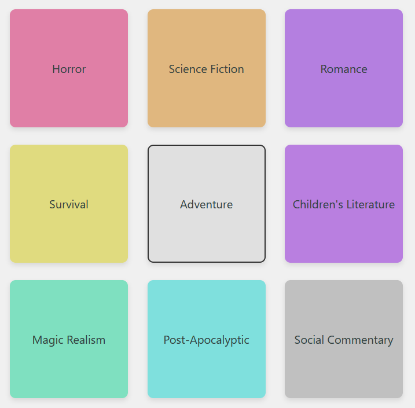 Horror
Science Fiction
Romance
Survival
Adventure
Children's Literature
Magic Realism
Post-Apocalyptic
Social Commentary